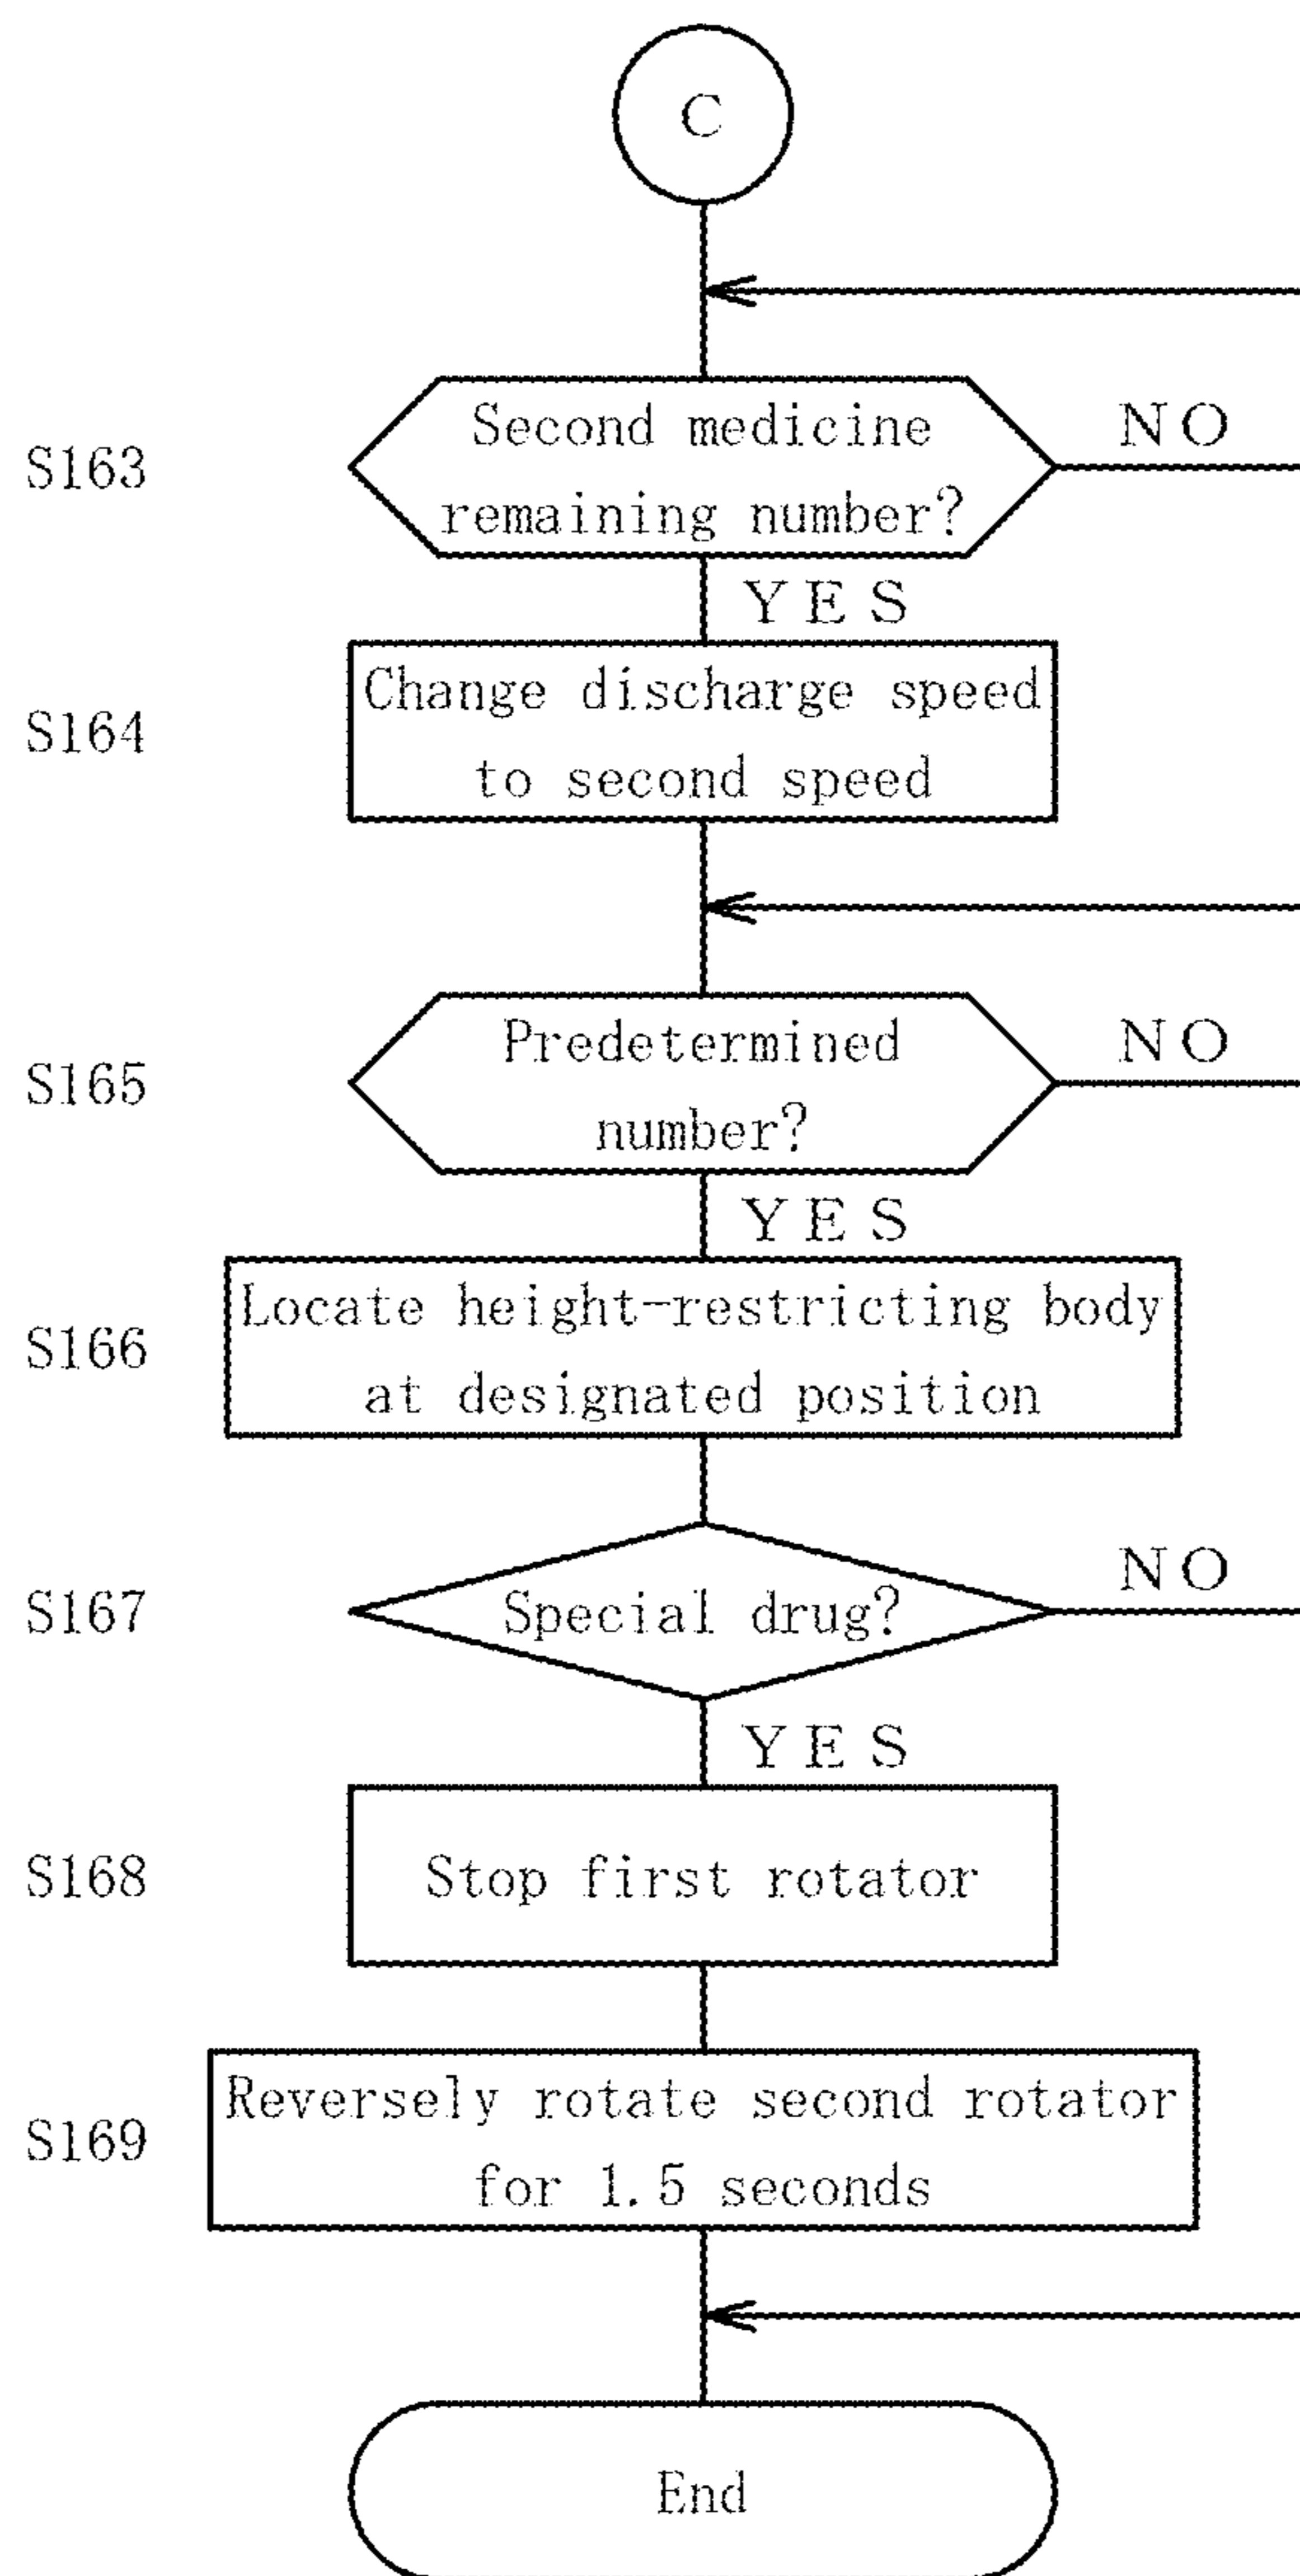 C
S163
Second medicine
remaining number?
NO
YES
S164
Change discharge speed
to second speed
S165
Predetermined
number?
NO
YES
S166
Locate height-restricting body
at designated position
S167
Special drug?
NO
YES
S168
Stop first rotator
S169
Reversely rotate second rotator
for 1.5 seconds
End